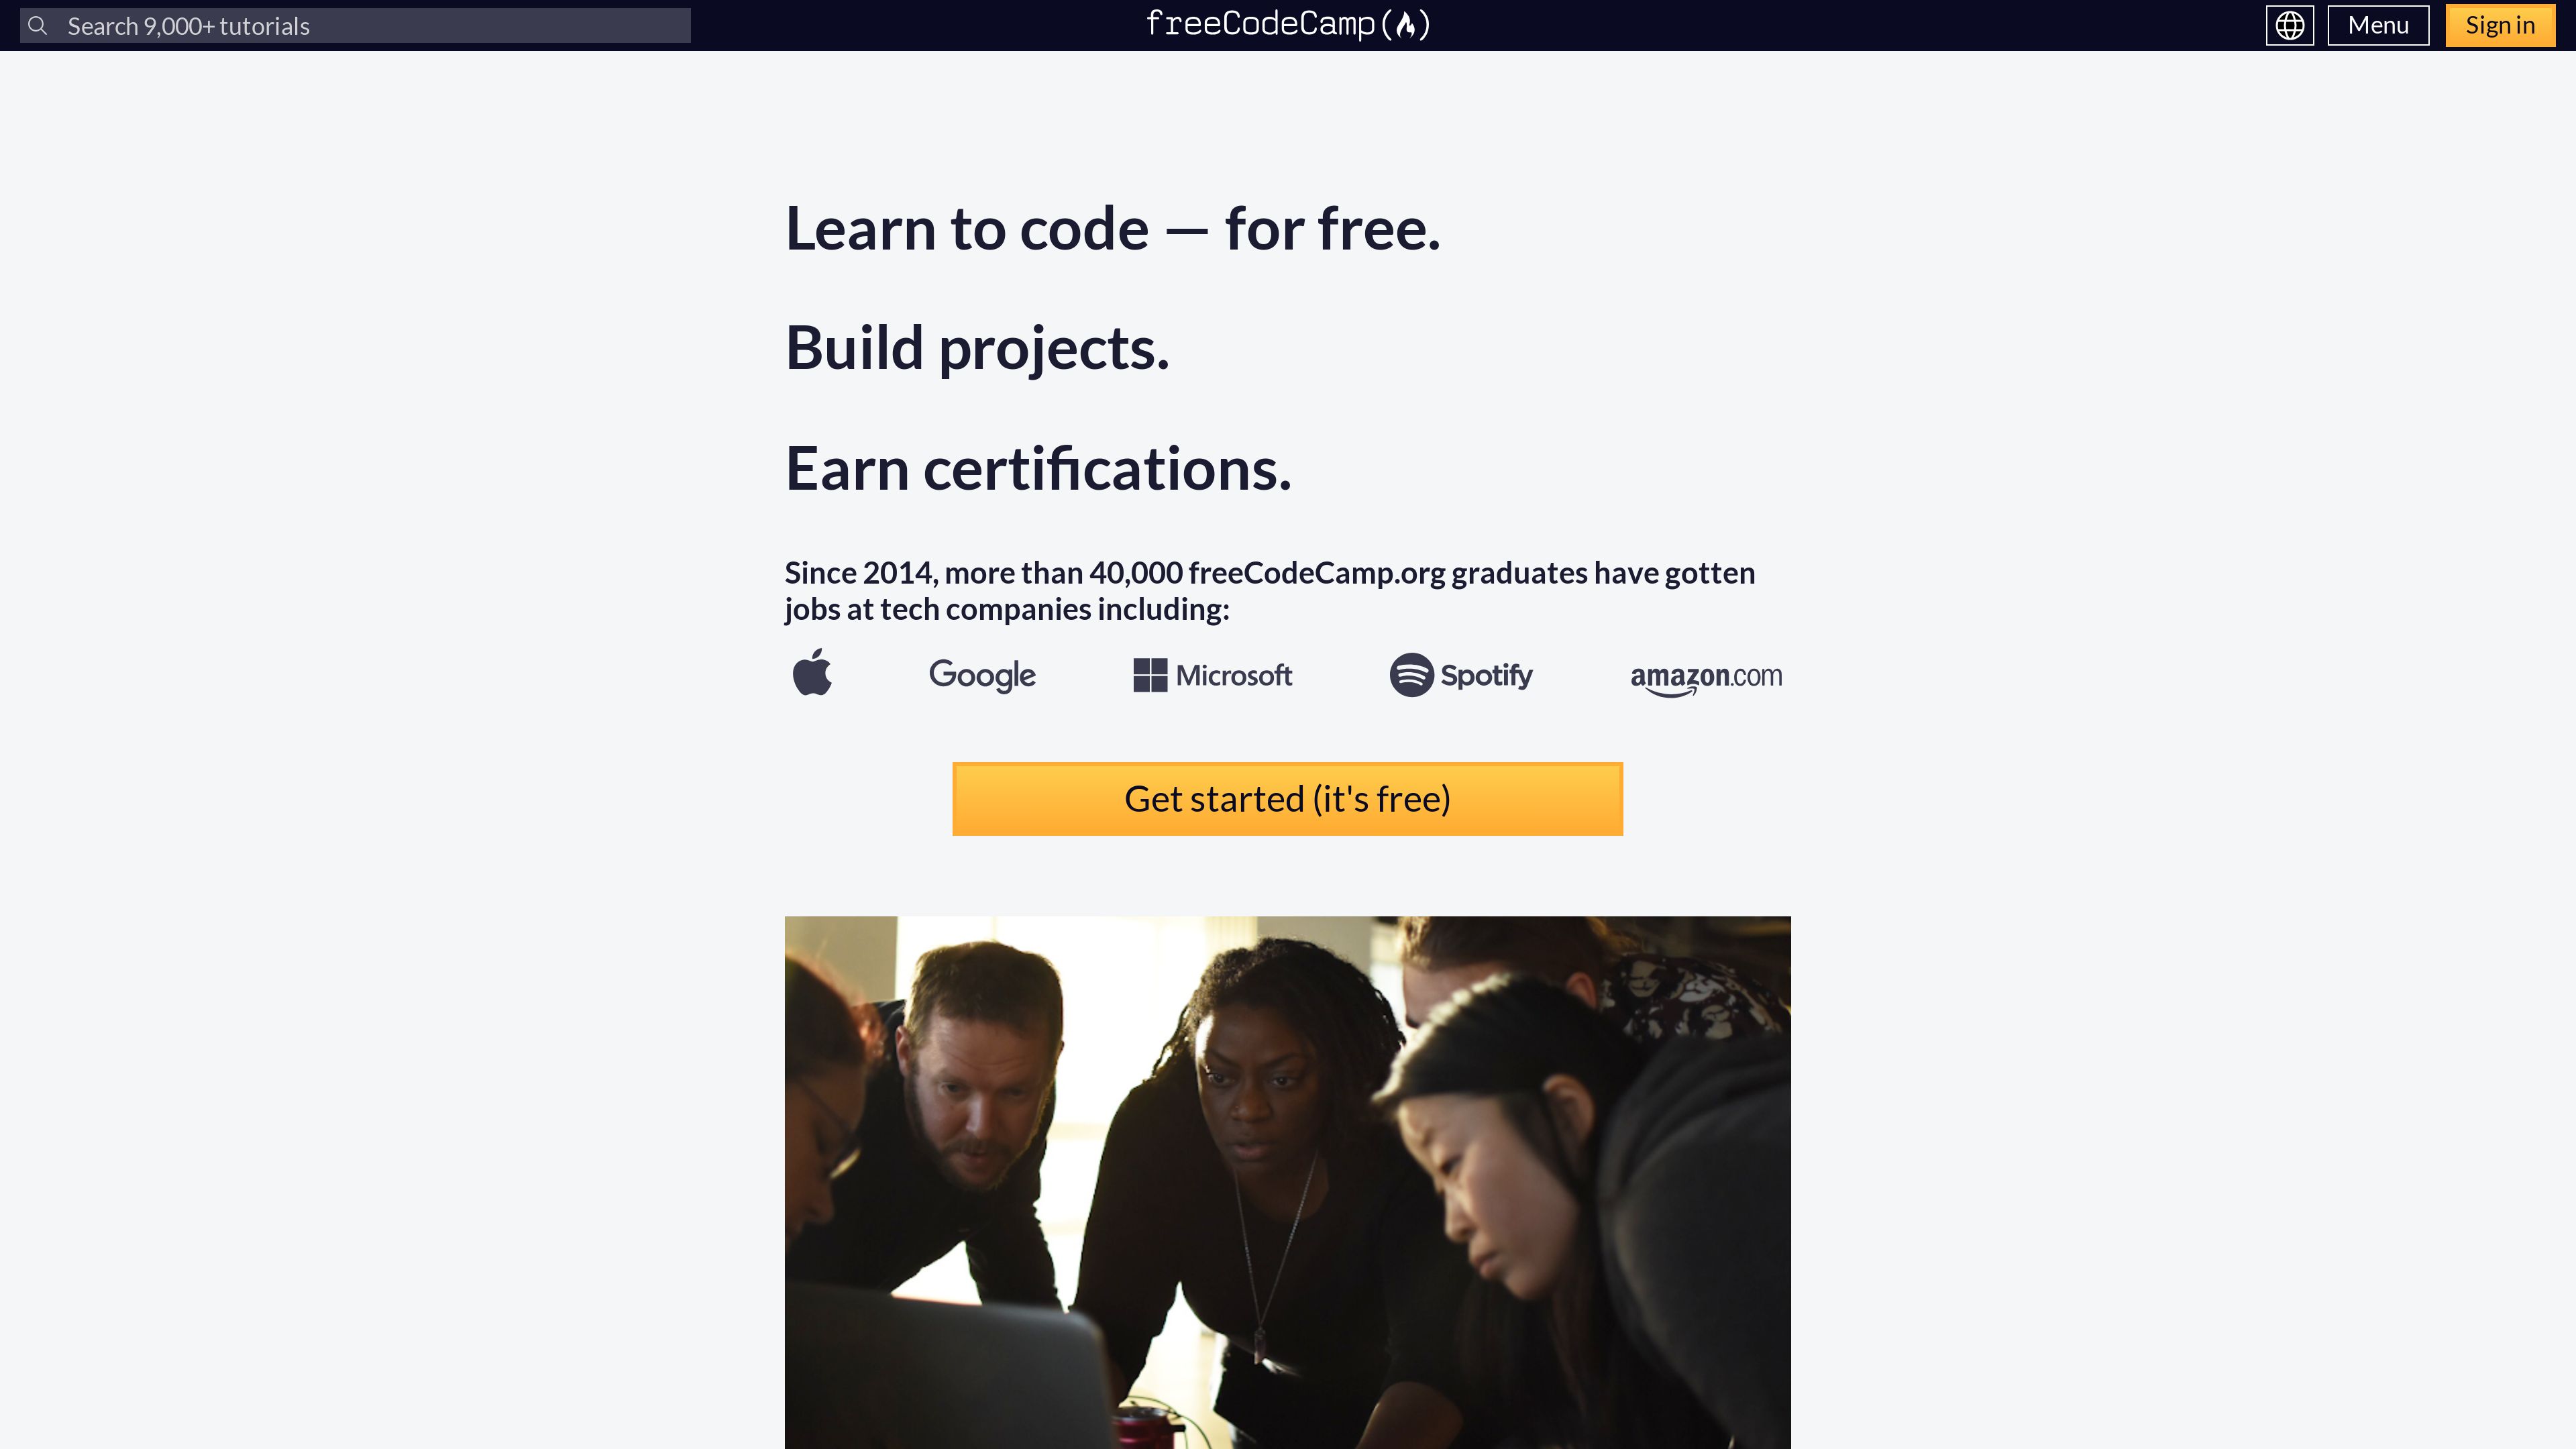 Search 9,000+ tutorials
freeCodeCamp
Menu
Sign in
Learn to code — for free.
Build projects.
Earn certifications.
Since 2014, more than 40,000 freeCodeCamp.org graduates have gotten
jobs at tech companies including:
Google
Microsoft
Spotify
amazon.com
Get started (it's free)